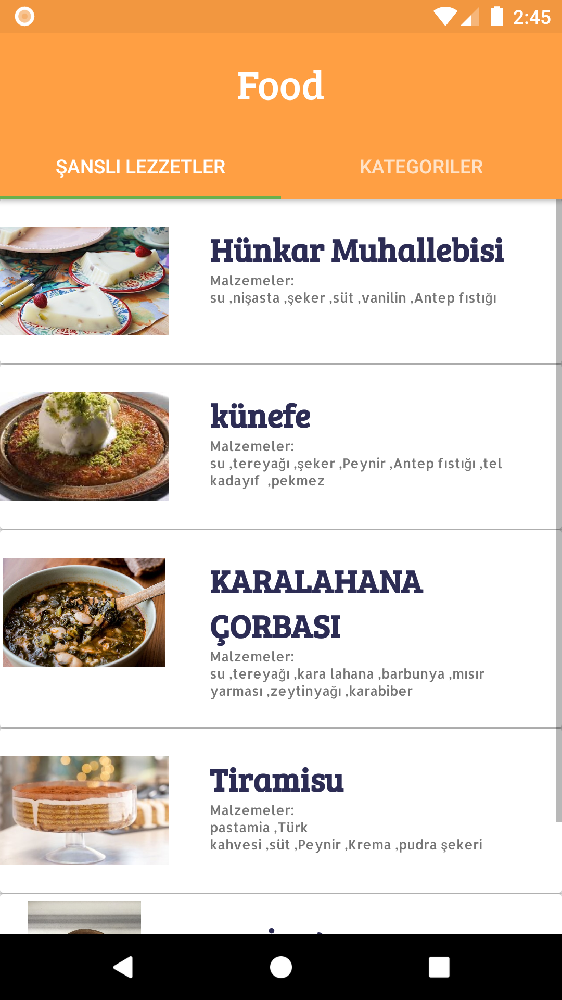 2:45
Food
ŞANSLI LEZZETLER
KATEGORILER
Hünkar Muhallebisi
Malzemeler:
su ,nişasta ,şeker ,süt ,vanilin ,Antep fıstığı
künefe
Malzemeler:
su ,tereyağı ,şeker ,Peynir ,Antep fıstığı ,tel
kadayıf  ,pekmez
KARALAHANA
ÇORBASI
Malzemeler:
su ,tereyağı ,kara lahana ,barbunya ,mısır
yarması ,zeytinyağı ,karabiber
Tiramisu
Malzemeler:
pastamia ,Türk
kahvesi ,süt ,Peynir ,Krema ,pudra şekeri